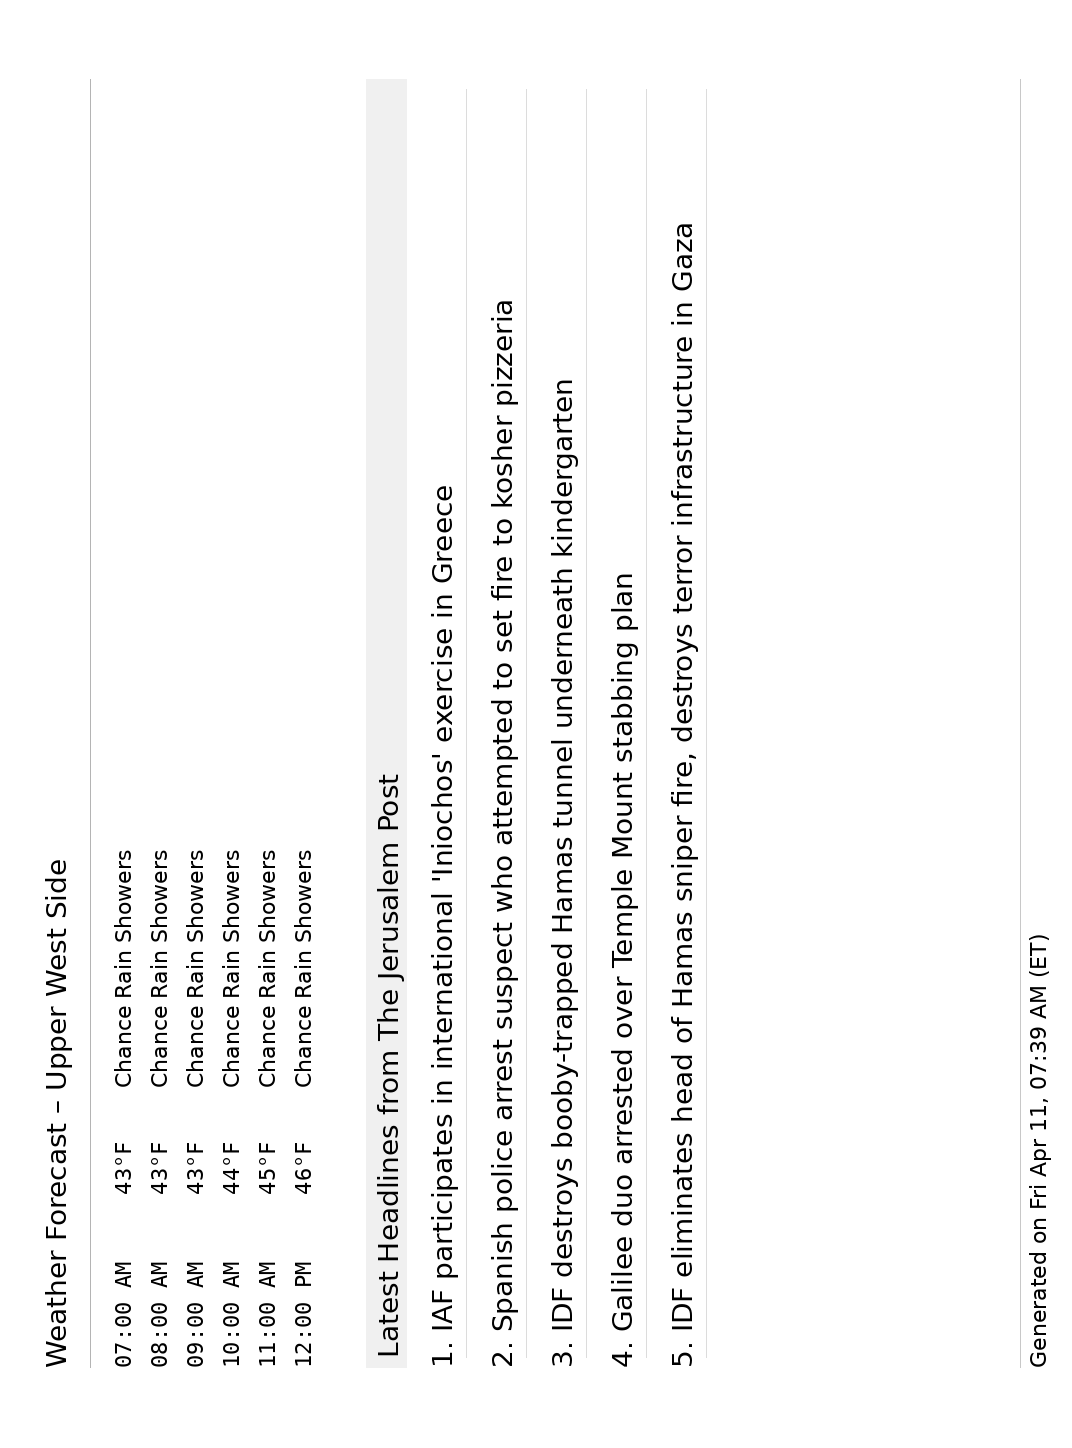 Weather Forecast – Upper West Side
07:00 AM 43°F Chance Rain Showers
08:00 AM 43°F Chance Rain Showers
09:00 AM 43°F Chance Rain Showers
10:00 AM 44°F Chance Rain Showers
11:00 AM 45°F Chance Rain Showers
12:00 PM 46°F Chance Rain Showers
Latest Headlines from The Jerusalem Post
1. IAF participates in international 'Iniochos' exercise in Greece
2. Spanish police arrest suspect who attempted to set fire to kosher pizzeria
3. IDF destroys booby-trapped Hamas tunnel underneath kindergarten
4. Galilee duo arrested over Temple Mount stabbing plan
5. IDF eliminates head of Hamas sniper fire, destroys terror infrastructure in Gaza
Generated on Fri Apr 11, 07:39 AM (ET)